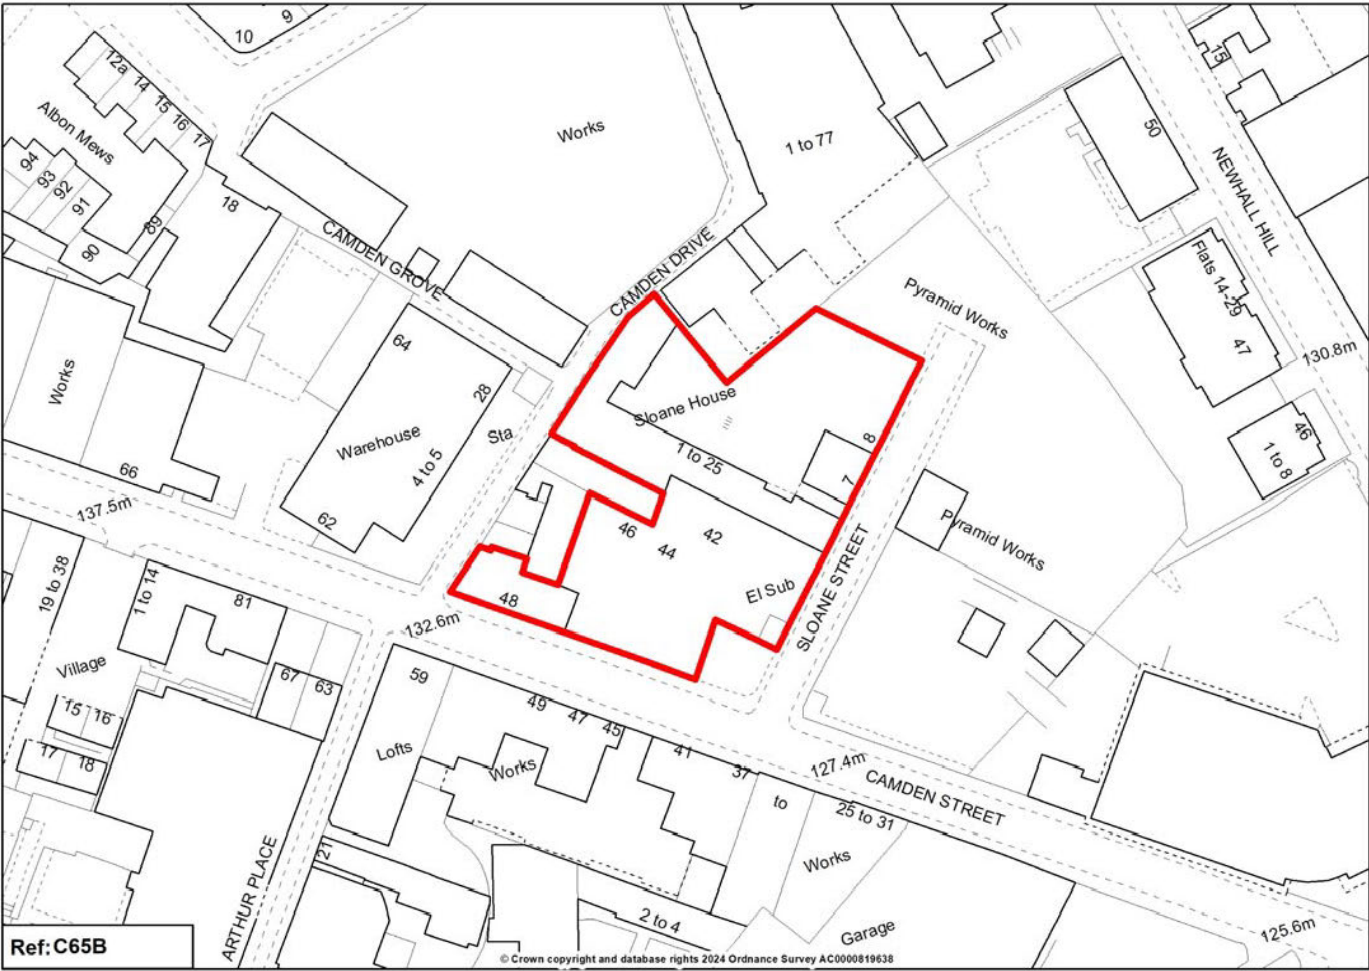 10
9
12a
14
15
16
17
Albon Mews
94
93
92
91
90
89
18
Works
1 to 77
50
15
NEWHALL HILL
CAMDEN GROVE
CAMDEN DRIVE
Pyramid Works
Flats 14-29
47
130.8m
46
1 to 8
Works
66
137.5m
64
28
Warehouse
4 to 5
62
Sta
Sloane House
1 to 25
8
7
46
44
42
El Sub
48
SLOANE STREET
Pyramid Works
132.6m
19 to 38
1 to 14
81
Village
67
63
15
16
17
18
59
Lofts
49
47
45
Works
41
37
to
25 to 31
127.4m
CAMDEN STREET
Works
ARTHUR PLACE
21
2 to 4
Garage
125.6m
Ref:C65B
© Crown copyright and database rights 2024 Ordnance Survey AC0000819638